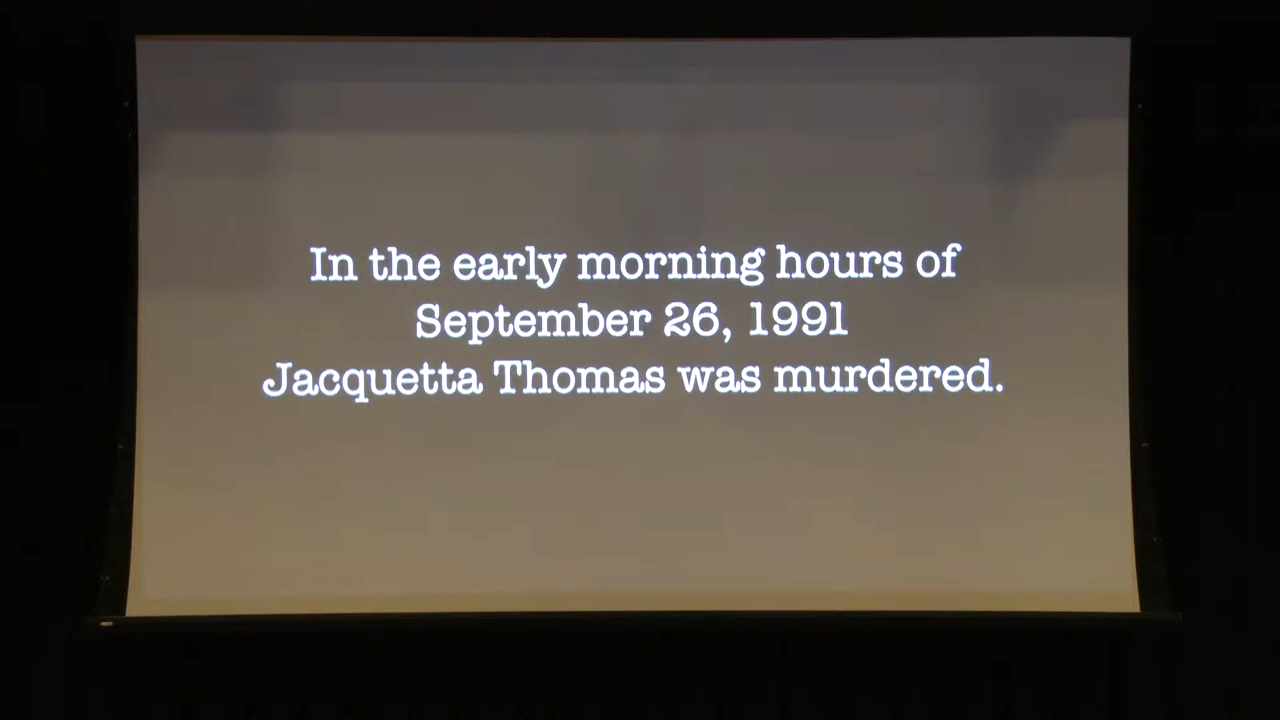 In the early morning hours of
September 26, 1991
Jacquetta Thomas was murdered.